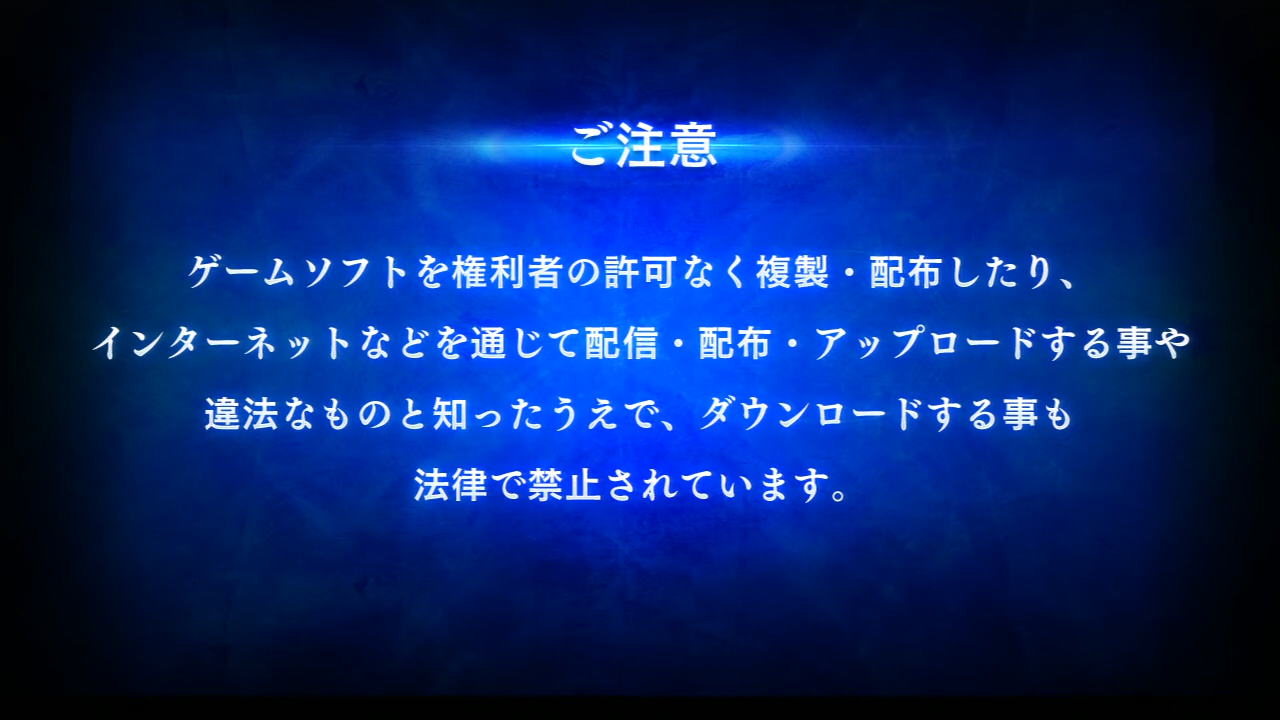 ご注意
ゲームソフトを権利者の許可なく複製・配布したり、
インターネットなどを通じて配信・配布・アップロードする事や
違法なものと知ったうえで、ダウンロードする事も
法律で禁止されています。